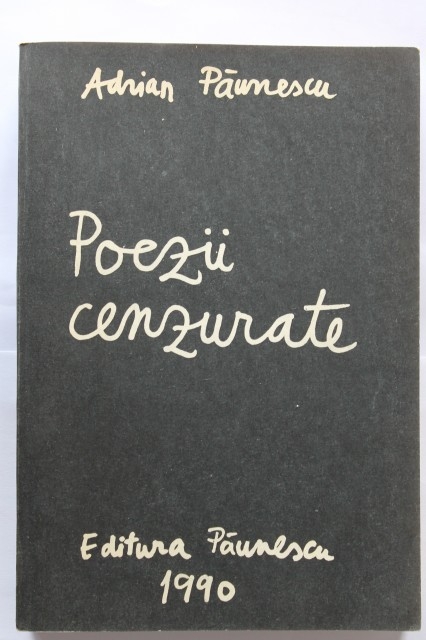 Adrian Păunescu
Poezii
cenzurate
Editura Păunescu
1990